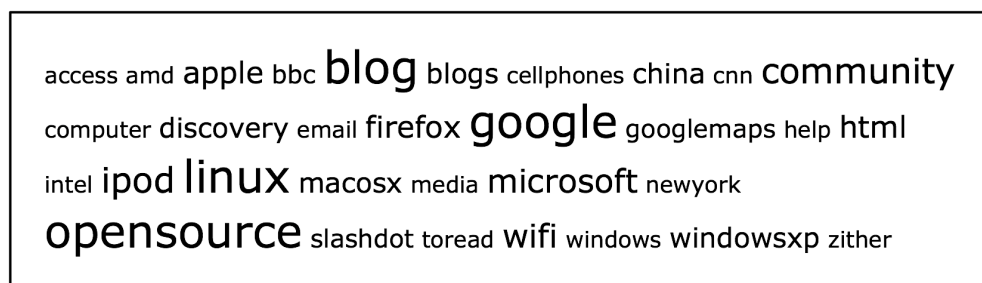 access amd apple bbc blog blogs cellphones china cnn community
computer discovery email firefox google googlemaps help html
intel ipod linux macosx media microsoft newyork
opensource slashdot toread wifi windows windowsxp zither